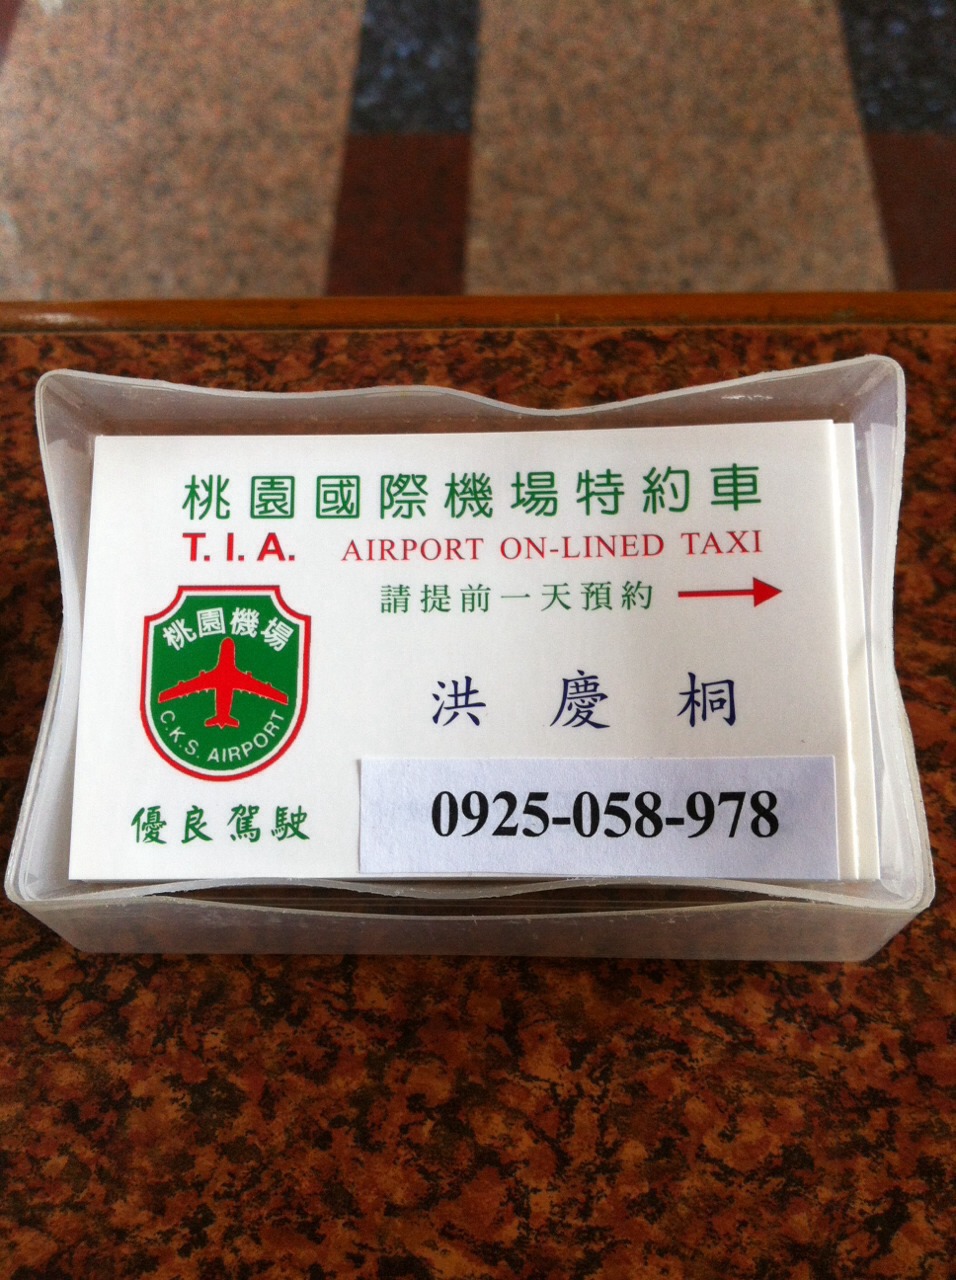 桃園國際機場特約車
T.I.A. AIRPORT ON-LINED TAXI
請提前一天預約
桃園機場
C.K.S. AIRPORT
洪慶桐
優良駕駛
0925-058-978